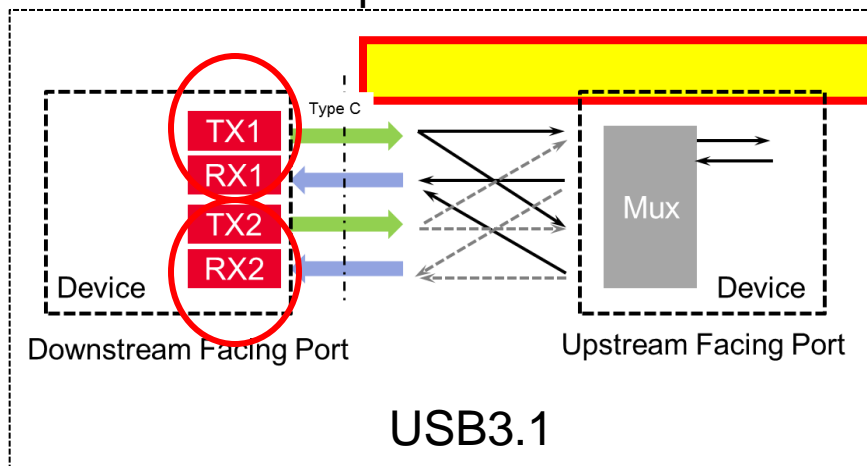 Type C
TX1
RX1
TX2
RX2
Mux
Device
Device
Downstream Facing Port
Upstream Facing Port
USB3.1